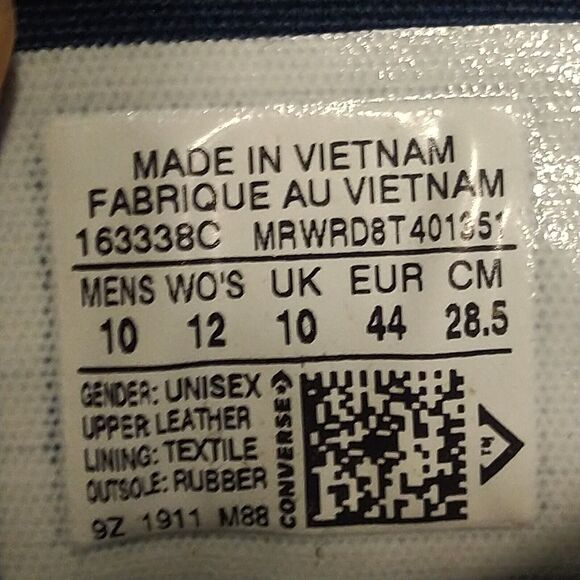 MADE IN VIETNAM
FABRIQUE AU VIETNAM
163338C MRWRD8T401351
MENS WO'S UK EUR CM
10 12 10 44 28.5
GENDER: UNISEX
UPPER LEATHER
LINING: TEXTILE
OUTSOLE: RUBBER
9Z 1911 M88
CONVERSE